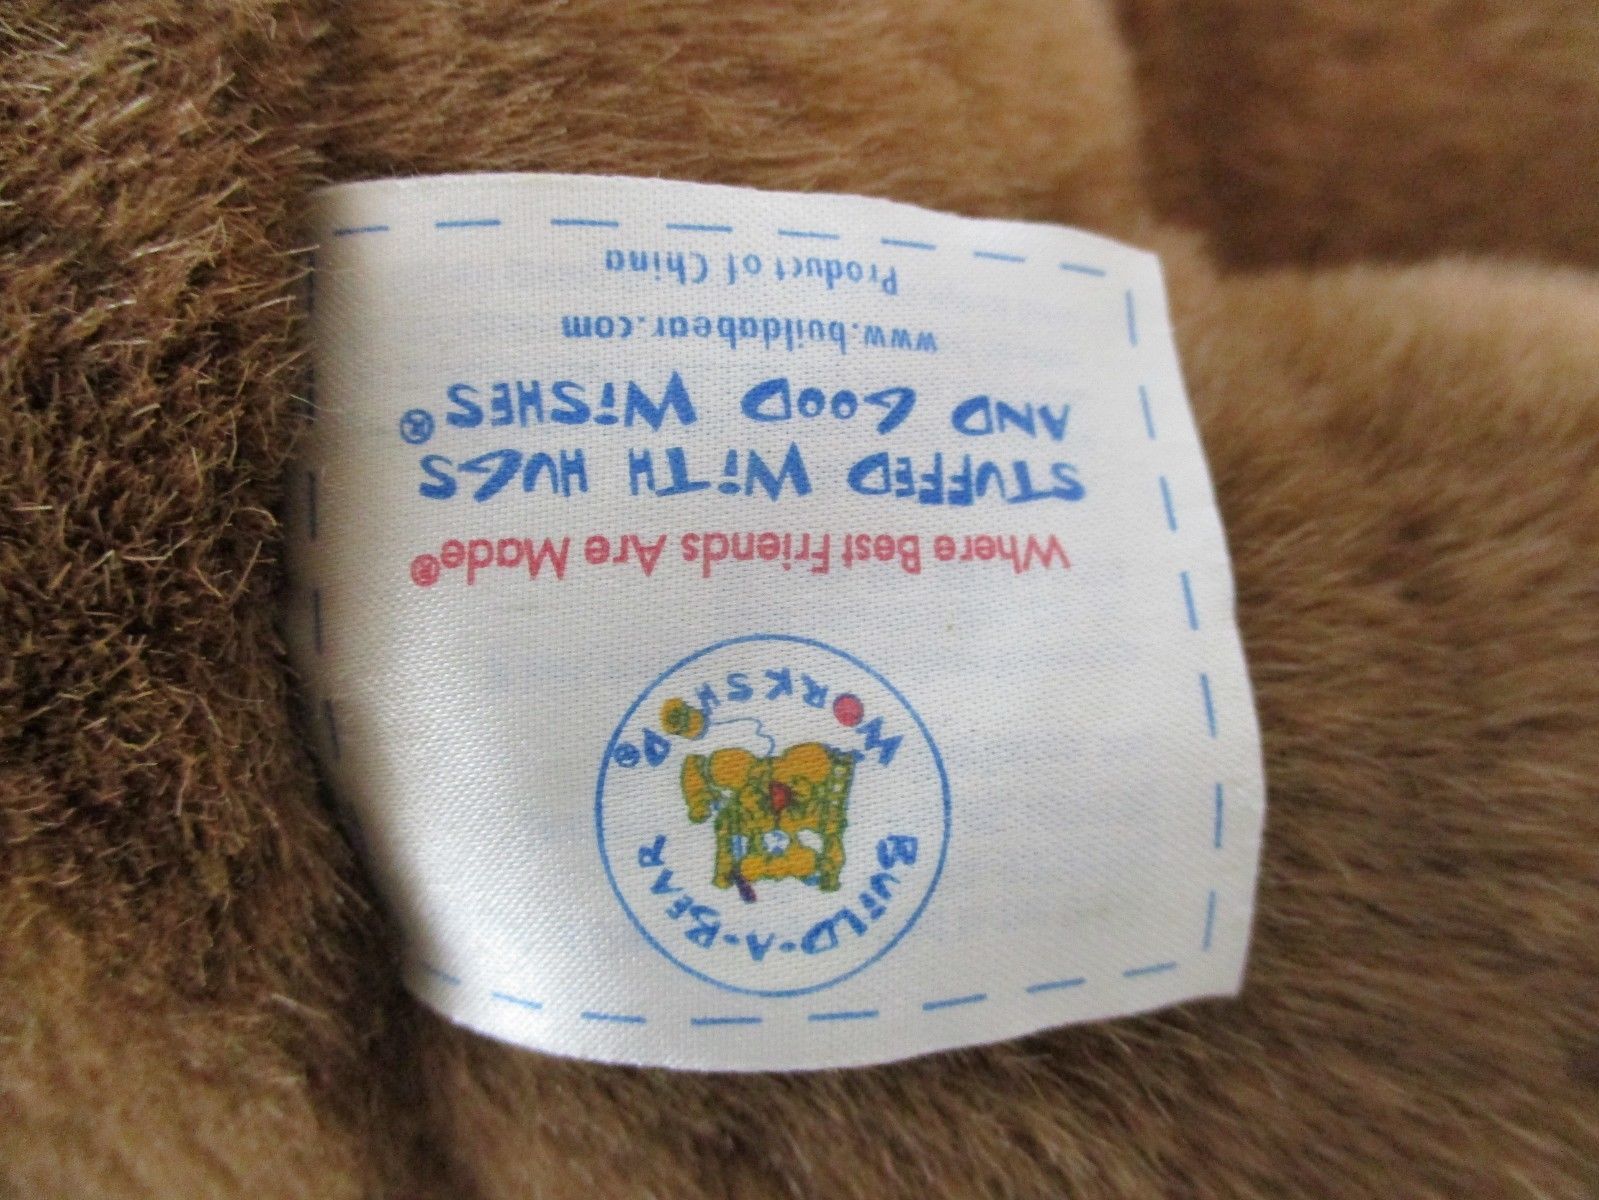 BUILD-A-BEAR
WORKSHOP®
Where Best Friends Are Made®
STUFFED WITH HUGS
AND GOOD WISHES®
www.buildabear.com
Product of China